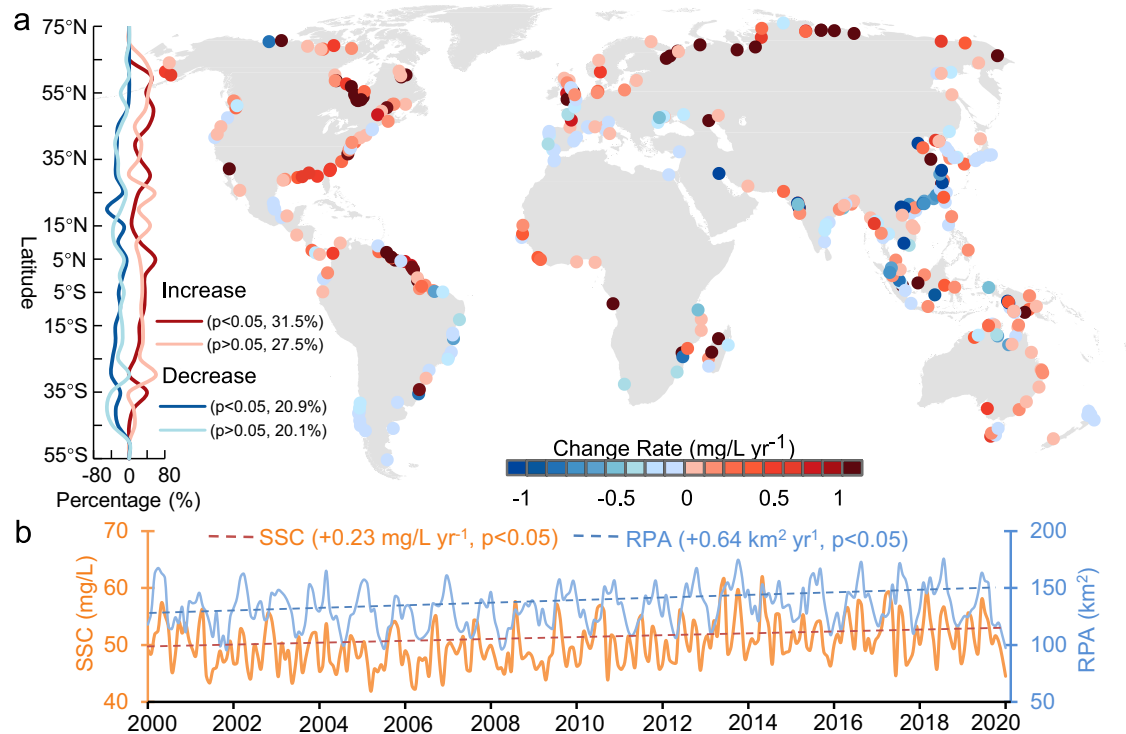 a
75°N
55°N
35°N
15°N
5°N
5°S
15°S
35°S
55°S
Latitude
-80 0 80
Percentage (%)
Increase
(p<0.05, 31.5%)
(p>0.05, 27.5%)
Decrease
(p<0.05, 20.9%)
(p>0.05, 20.1%)
Change Rate (mg/L yr⁻¹)
-1 -0.5 0 0.5 1
b
SSC (+0.23 mg/L yr⁻¹, p<0.05)
RPA (+0.64 km² yr¹, p<0.05)
70
60
50
40
SSC (mg/L)
200
150
100
50
RPA (km²)
2000 2002 2004 2006 2008 2010 2012 2014 2016 2018 2020